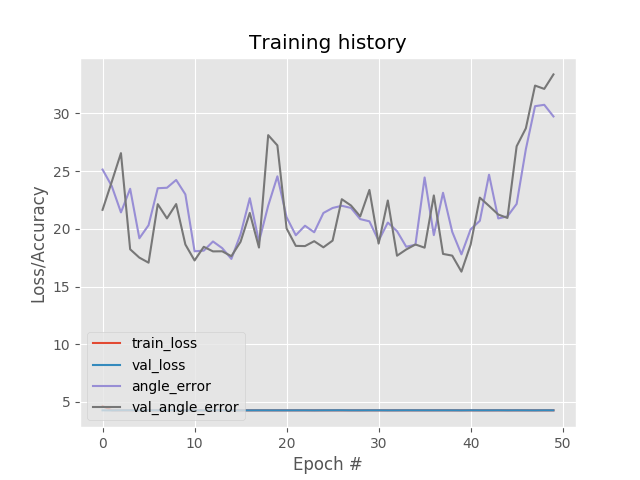 Training history
Loss/Accuracy
30
25
20
15
10
5
train_loss
val_loss
angle_error
val_angle_error
0
10
20
30
40
50
Epoch #